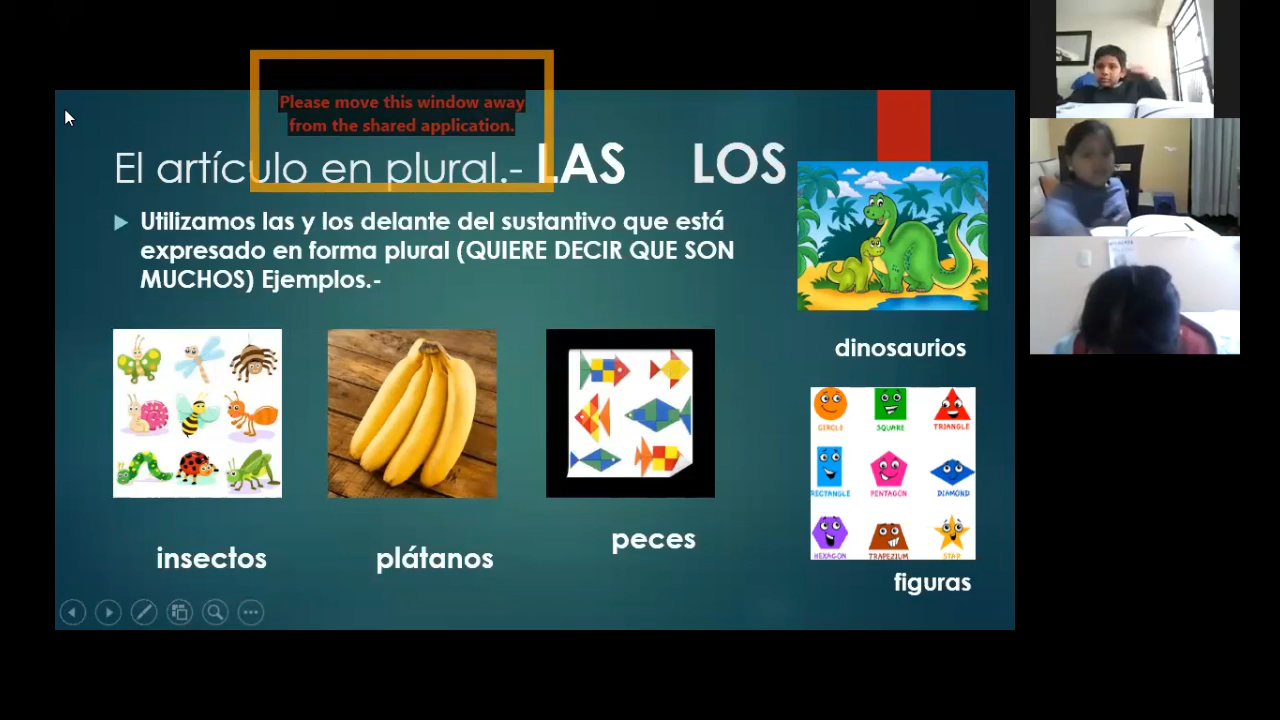 Please move this window away
from the shared application.
El artículo en plural.- LAS LOS
Utilizamos las y los delante del sustantivo que está
expresado en forma plural (QUIERE DECIR QUE SON
MUCHOS) Ejemplos.-
dinosaurios
insectos
plátanos
peces
CIRCLE SQUARE TRIANGLE
RECTANGLE PENTAGON DIAMOND
HEXAGON TRAPEZIUM STAR
figuras